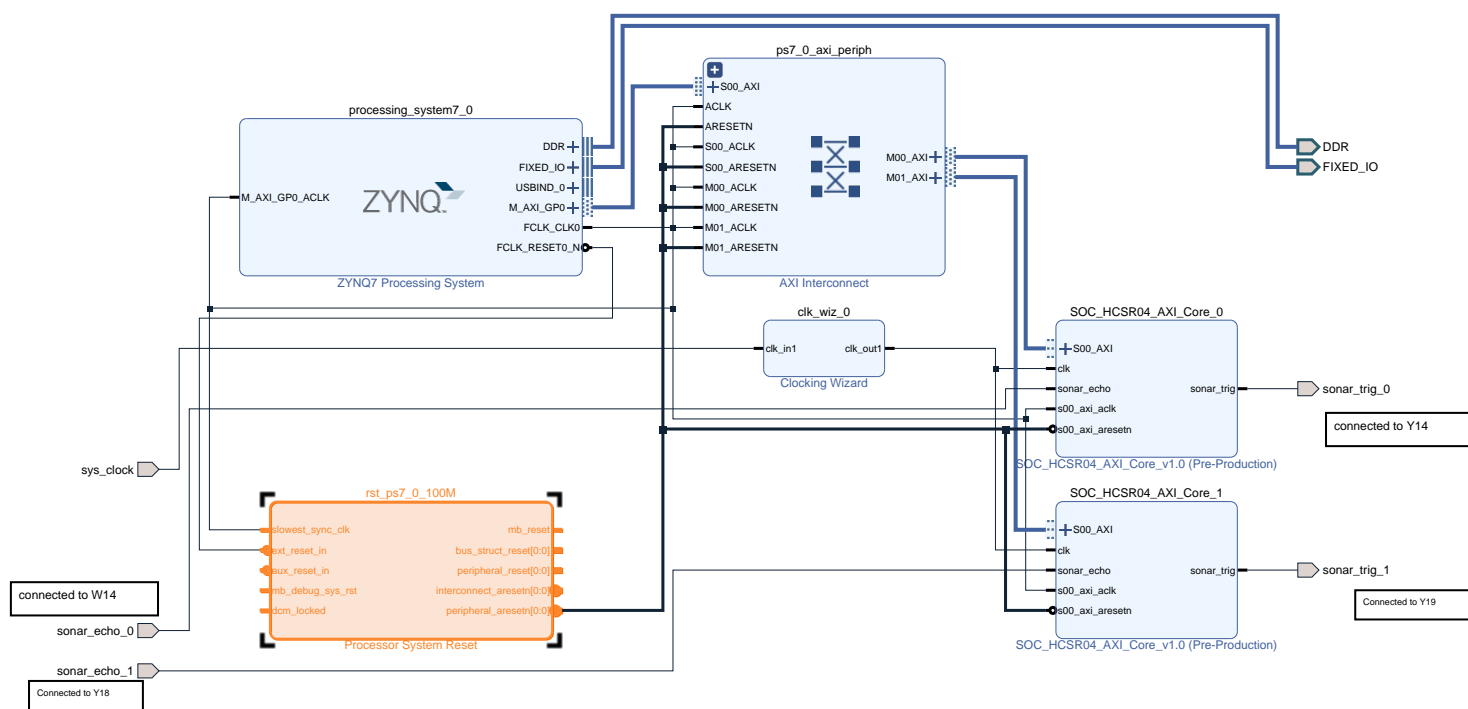 ps7_0_axi_periph
S00_AXI
ACLK
ARESETN
S00_ACLK
S00_ARESETN
M00_ACLK
M00_ARESETN
M01_ACLK
M01_ARESETN
M00_AXI
M01_AXI
AXI Interconnect
processing_system7_0
M_AXI_GP0_ACLK
ZYNQ
DDR
FIXED_IO
USBIND_0
M_AXI_GP0
FCLK_CLK0
FCLK_RESET0_N
ZYNQ7 Processing System
DDR
FIXED_IO
clk_wiz_0
clk_in1
clk_out1
Clocking Wizard
SOC_HCSR04_AXI_Core_0
S00_AXI
clk
sonar_echo
s00_axi_aclk
s00_axi_aresetn
sonar_trig
SOC_HCSR04_AXI_Core_v1.0 (Pre-Production)
sonar_trig_0
connected to Y14
sys_clock
rst_ps7_0_100M
slowest_sync_clk
ext_reset_in
aux_reset_in
mb_debug_sys_rst
dcm_locked
mb_reset
bus_struct_reset[0:0]
peripheral_reset[0:0]
interconnect_aresetn[0:0]
peripheral_aresetn[0:0]
Processor System Reset
SOC_HCSR04_AXI_Core_1
S00_AXI
clk
sonar_echo
s00_axi_aclk
s00_axi_aresetn
sonar_trig
SOC_HCSR04_AXI_Core_v1.0 (Pre-Production)
sonar_trig_1
Connected to Y19
connected to W14
sonar_echo_0
sonar_echo_1
Connected to Y18